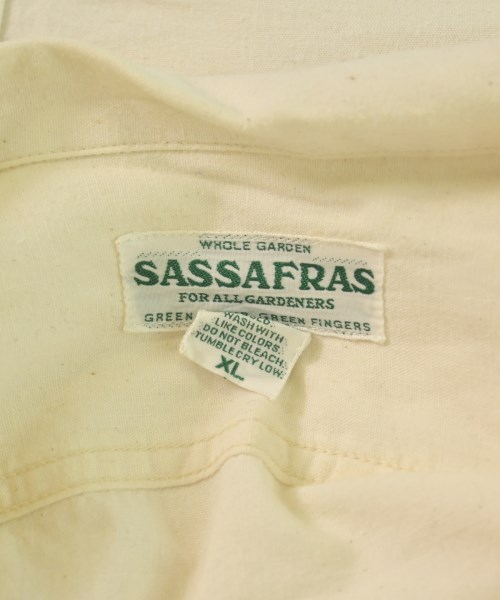 WHOLE GARDEN
SASSAFRAS
FOR ALL GARDENERS
GREEN GREEN FINGERS
WASH WITH
LIKE COLORS.
DO NOT BLEACH.
TUMBLE DRY LOW.
XL